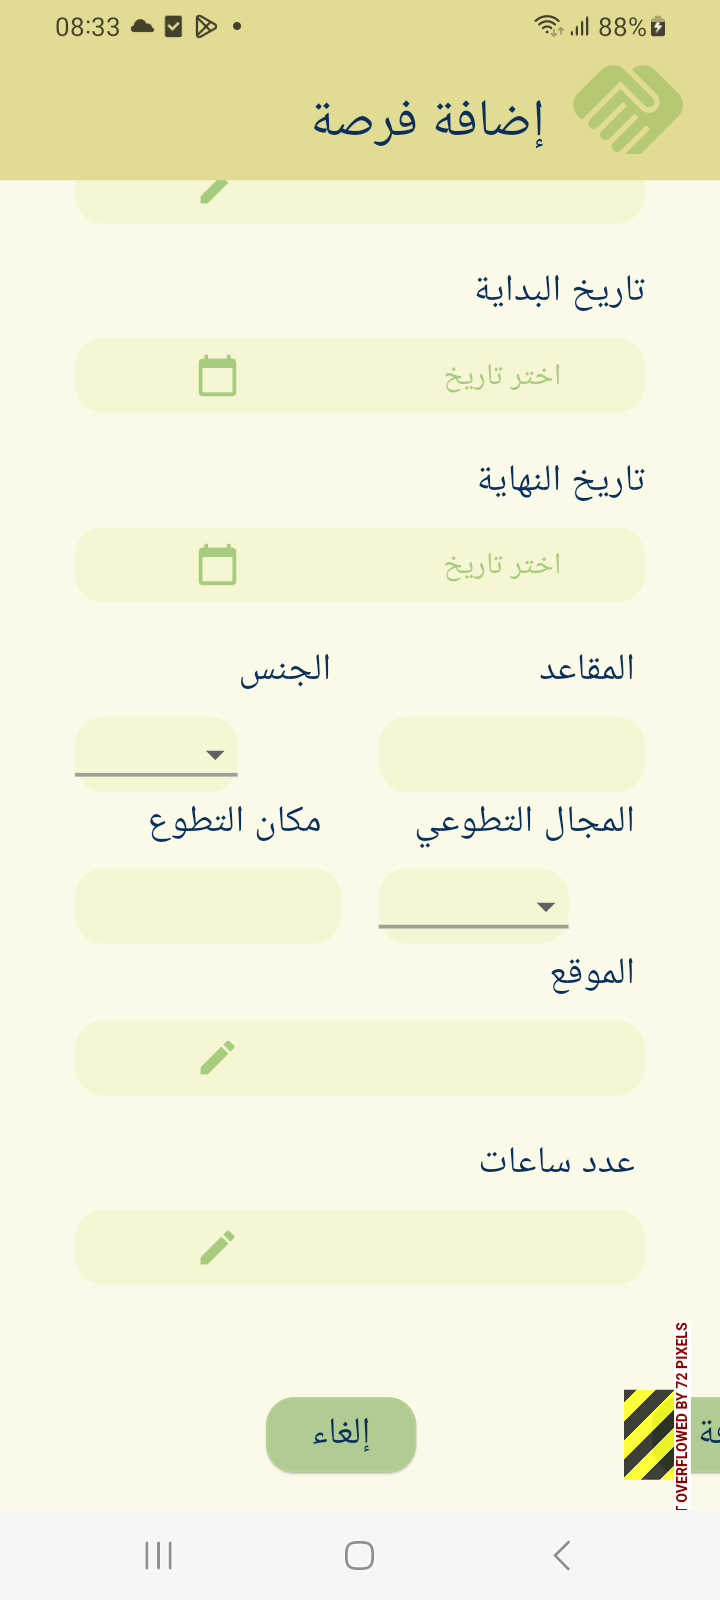 08:33 88%
إضافة فرصة
تاريخ البداية
اختر تاريخ
تاريخ النهاية
اختر تاريخ
المقاعد الجنس
المجال التطوعي مكان التطوع
الموقع
عدد ساعات
إلغاء
OVERFLOWED BY 72 PIXELS